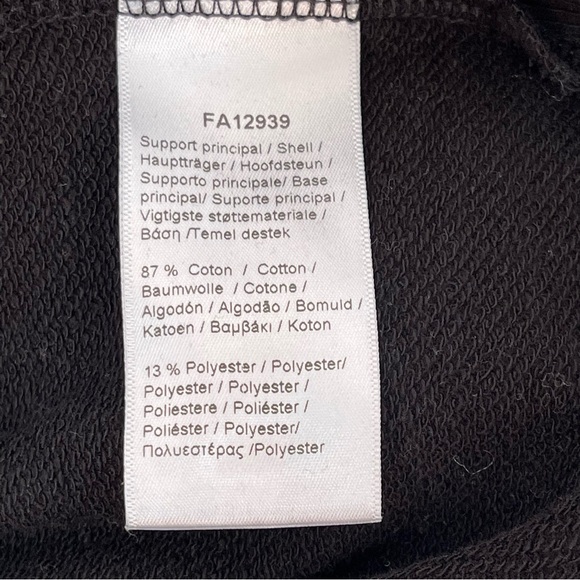 FA12939
Support principal / Shell /
Hauptträger / Hoofdsteun /
Supporto principale/ Base
principal/ Suporte principal /
Vigtigste støttemateriale /
Βάση /Temel destek
87 % Coton / Cotton /
Baumwolle / Cotone /
Algodón / Algodão / Bomuld /
Katoen / Βαμβάκι / Koton
13 % Polyester / Polyester/
Polyester / Polyester /
Poliestere / Poliéster /
Poliéster / Polyester/
Πολυεστέρας /Polyester